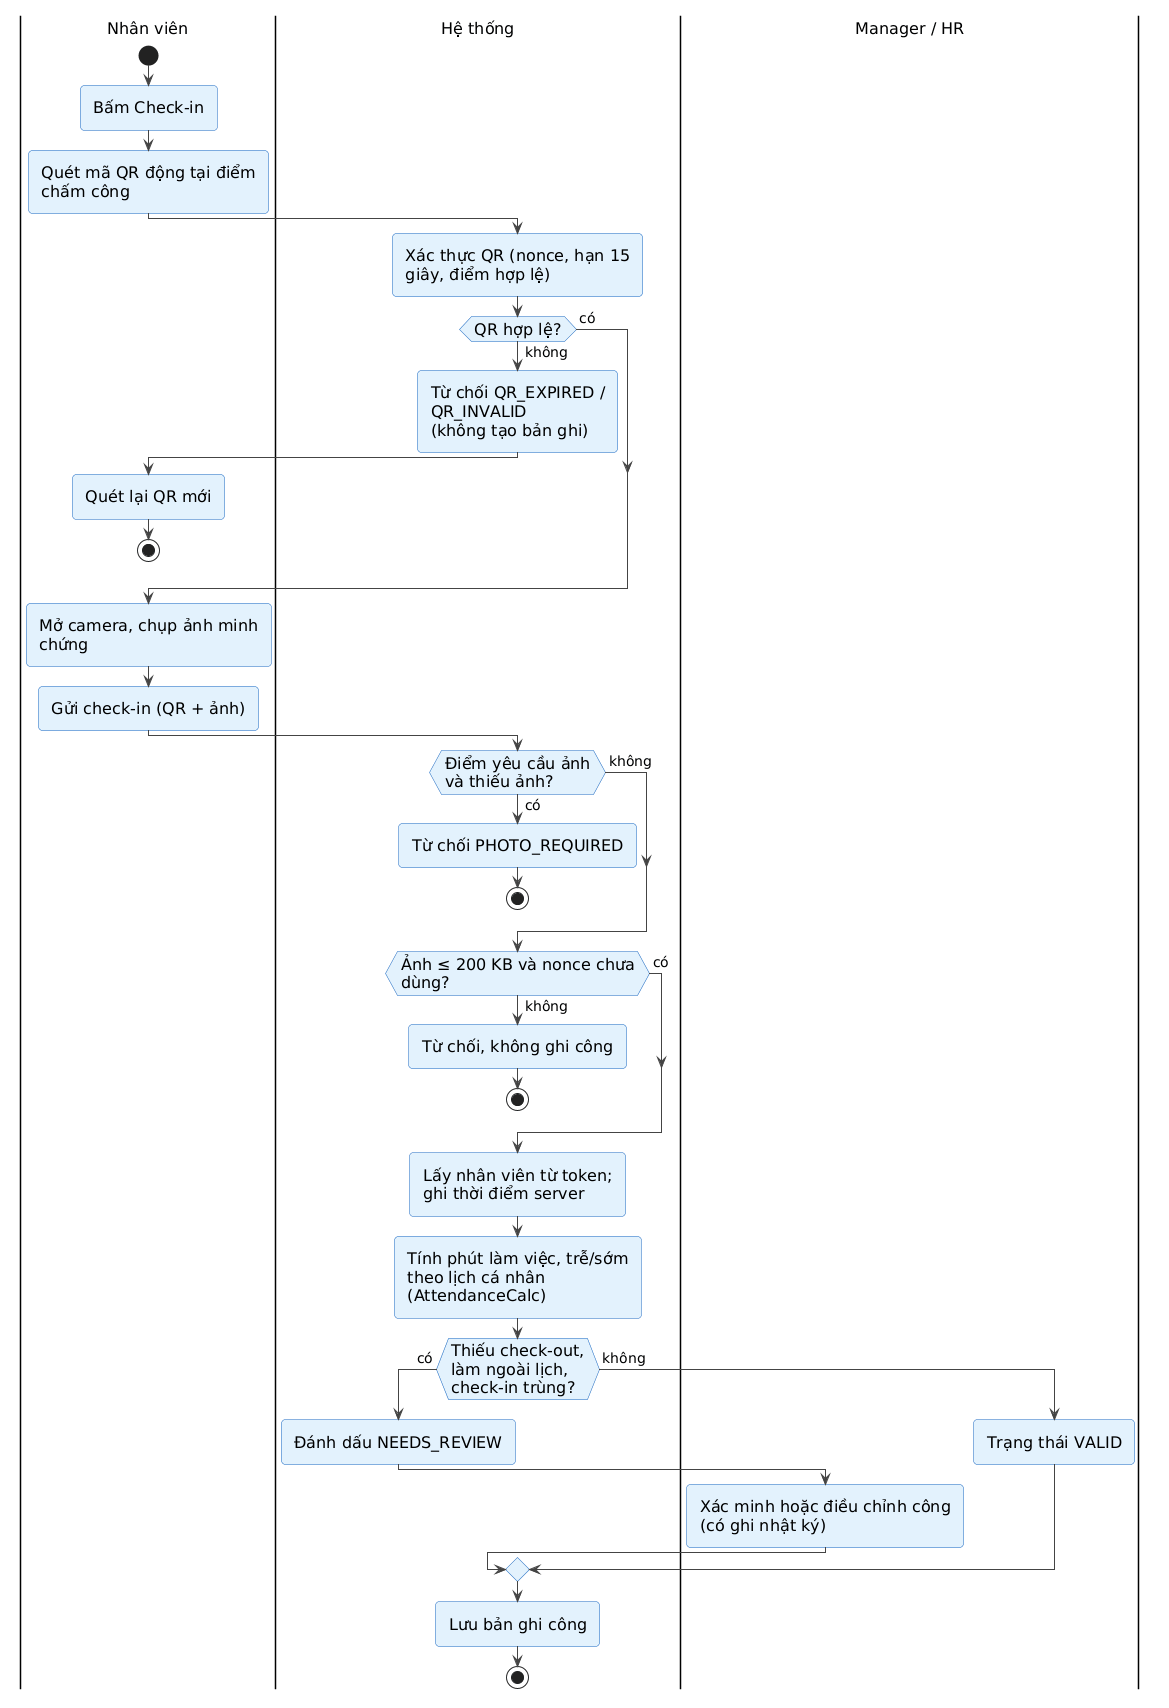 Nhân viên
Hệ thống
Manager / HR
Bấm Check-in
Quét mã QR động tại điểm
chấm công
Xác thực QR (nonce, hạn 15
giây, điểm hợp lệ)
QR hợp lệ?
có
không
Từ chối QR_EXPIRED /
QR_INVALID
(không tạo bản ghi)
Quét lại QR mới
Mở camera, chụp ảnh minh
chứng
Gửi check-in (QR + ảnh)
Điểm yêu cầu ảnh
và thiếu ảnh?
không
có
Từ chối PHOTO_REQUIRED
Ảnh ≤ 200 KB và nonce chưa
dùng?
có
không
Từ chối, không ghi công
Lấy nhân viên từ token;
ghi thời điểm server
Tính phút làm việc, trễ/sớm
theo lịch cá nhân
(AttendanceCalc)
có
Thiếu check-out,
làm ngoài lịch,
check-in trùng?
không
Đánh dấu NEEDS_REVIEW
Trạng thái VALID
Xác minh hoặc điều chỉnh công
(có ghi nhật ký)
Lưu bản ghi công